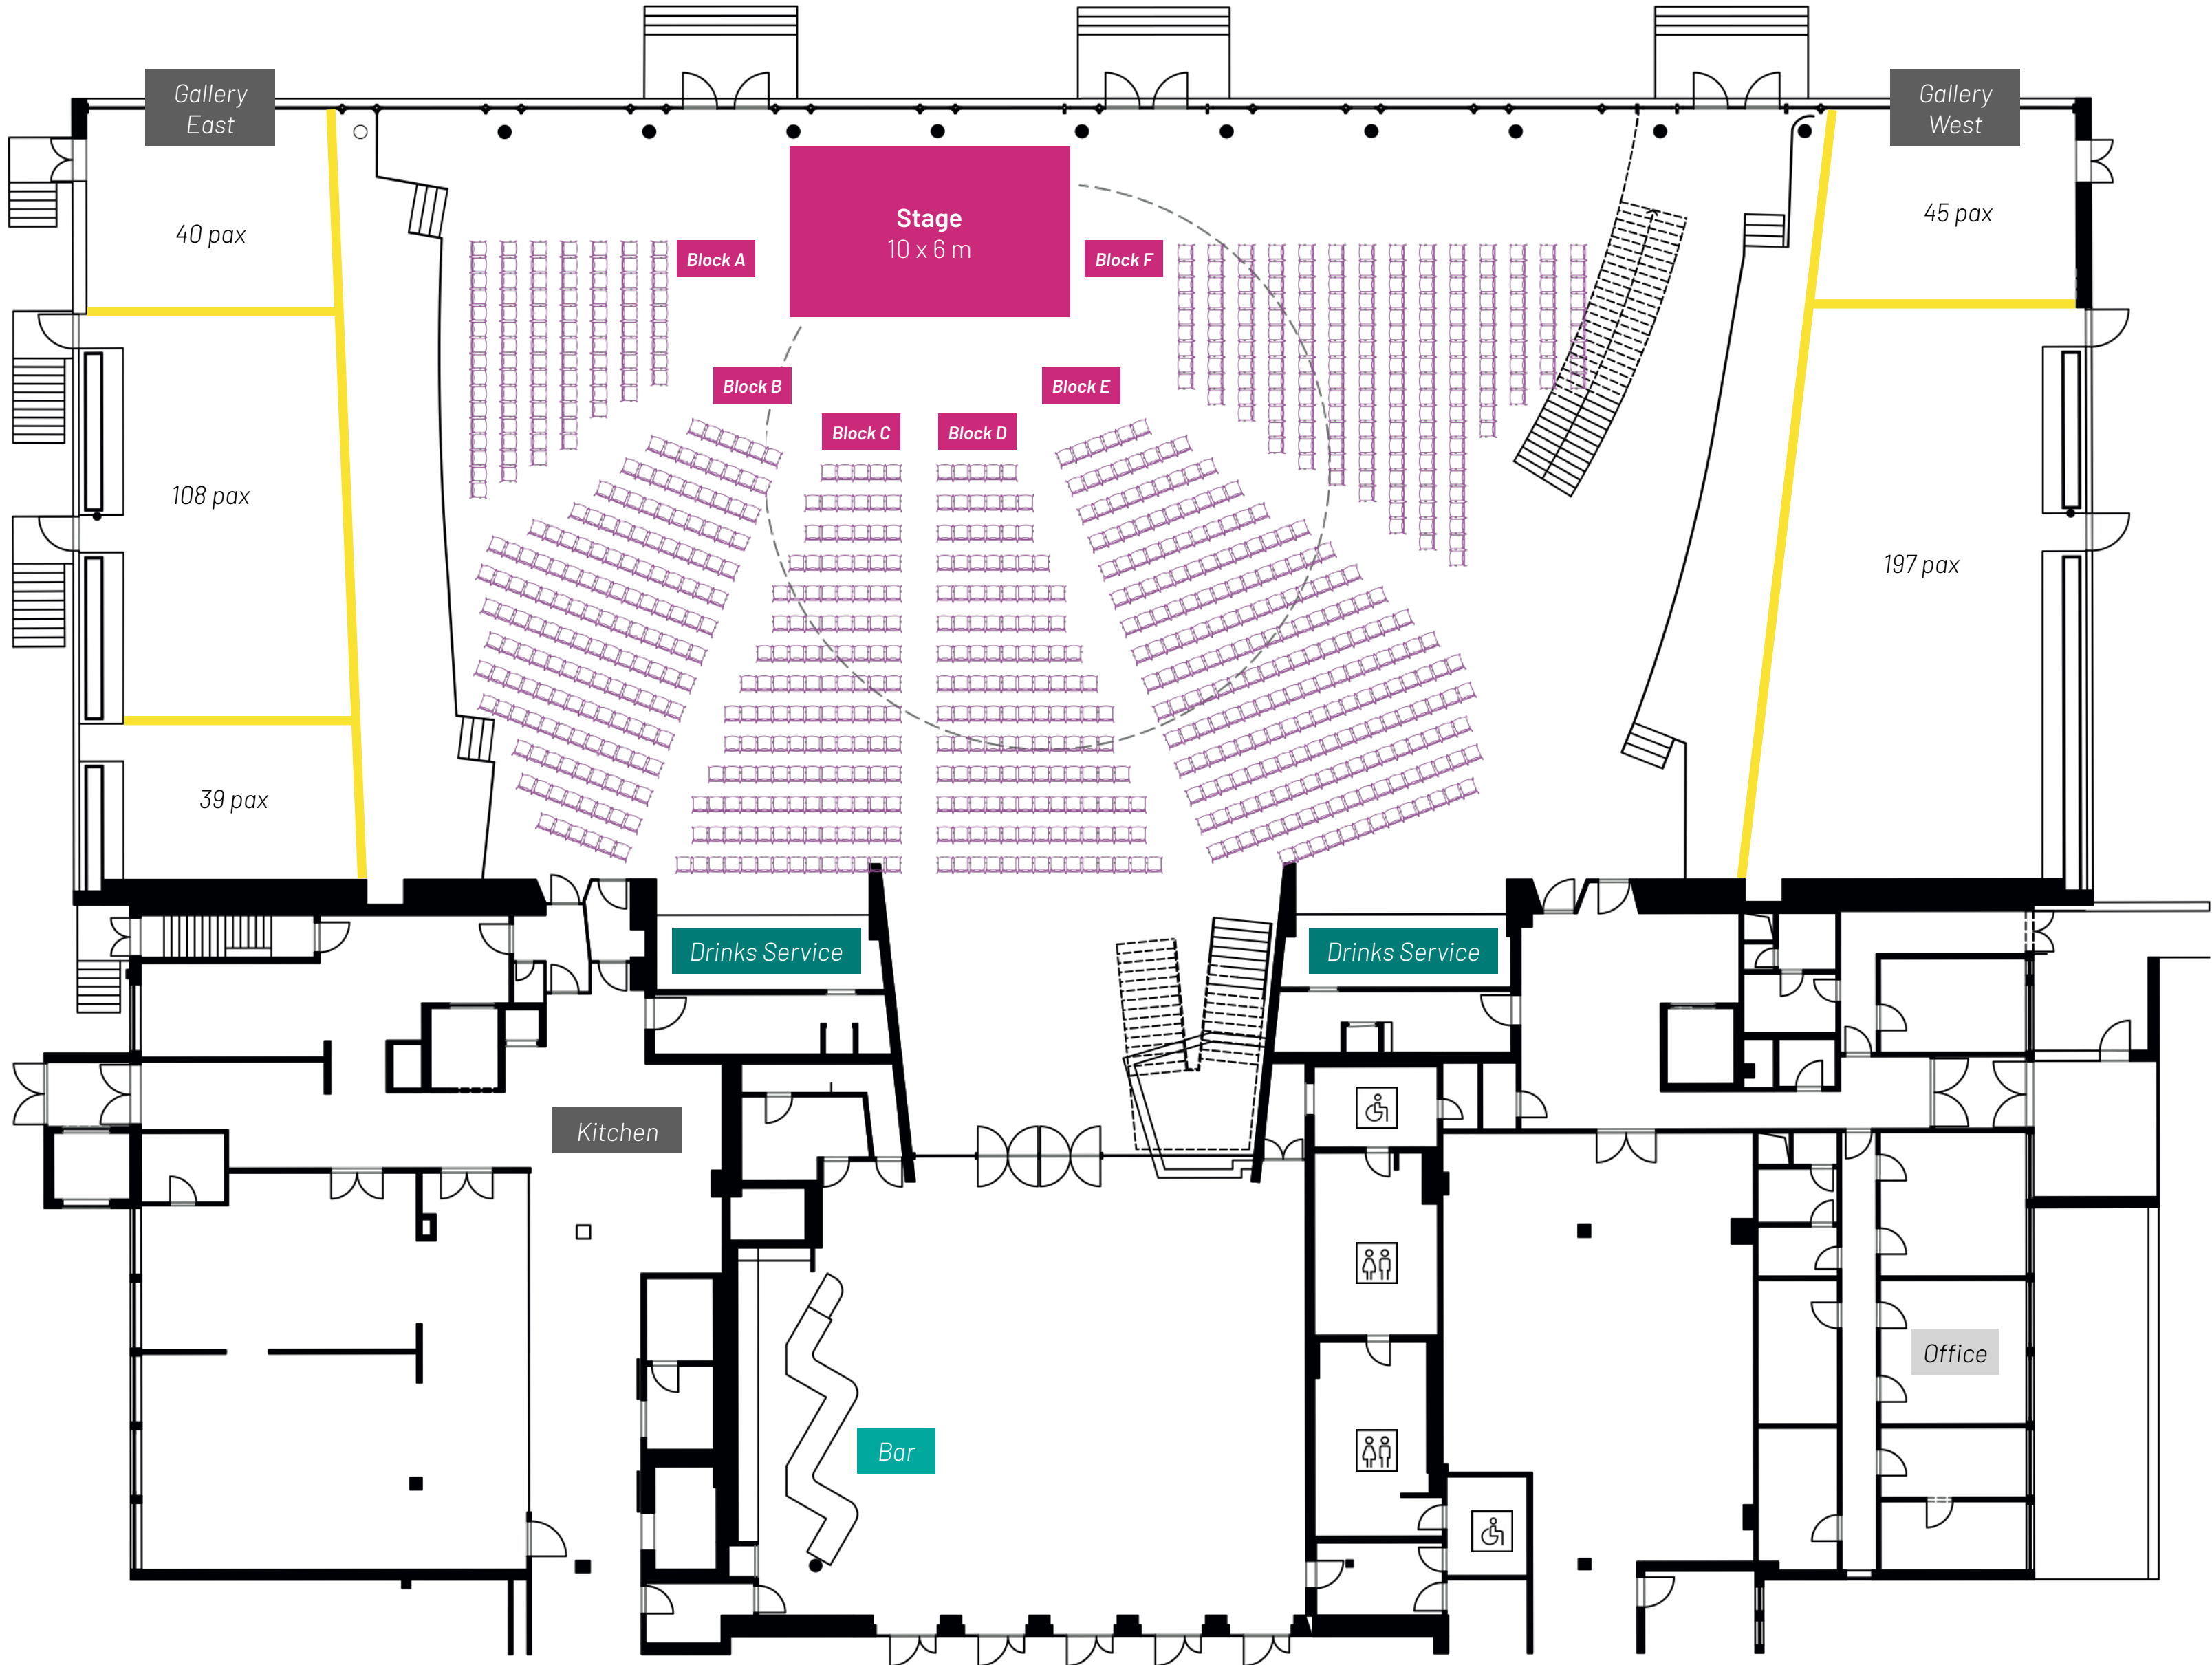 Gallery
East
Gallery
West
40 pax
45 pax
Stage
10 x 6 m
Block A
Block F
Block B
Block E
Block C
Block D
108 pax
197 pax
39 pax
Drinks Service
Drinks Service
Kitchen
Office
Bar